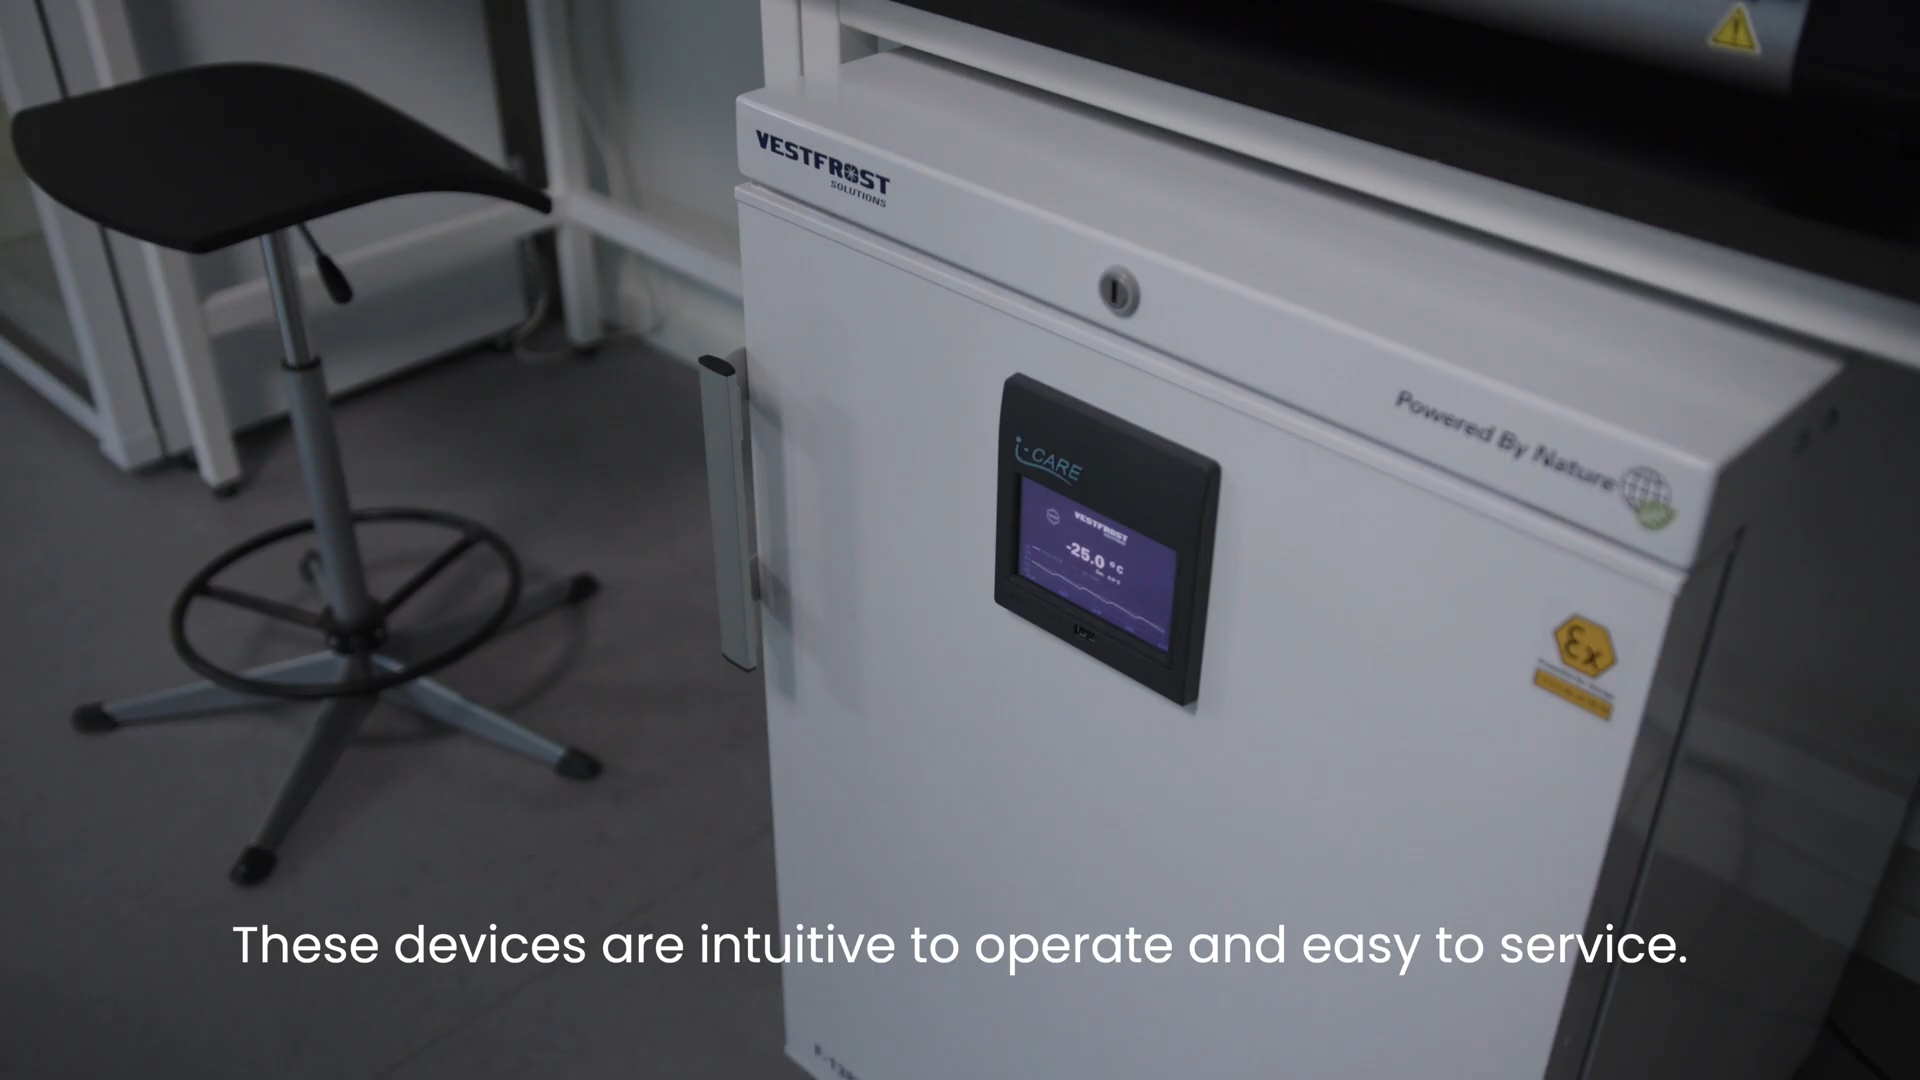 VESTFROST
SOLUTIONS
Powered By Nature
i-CARE
VESTFROST
-25.0 °C
Ex
These devices are intuitive to operate and easy to service.